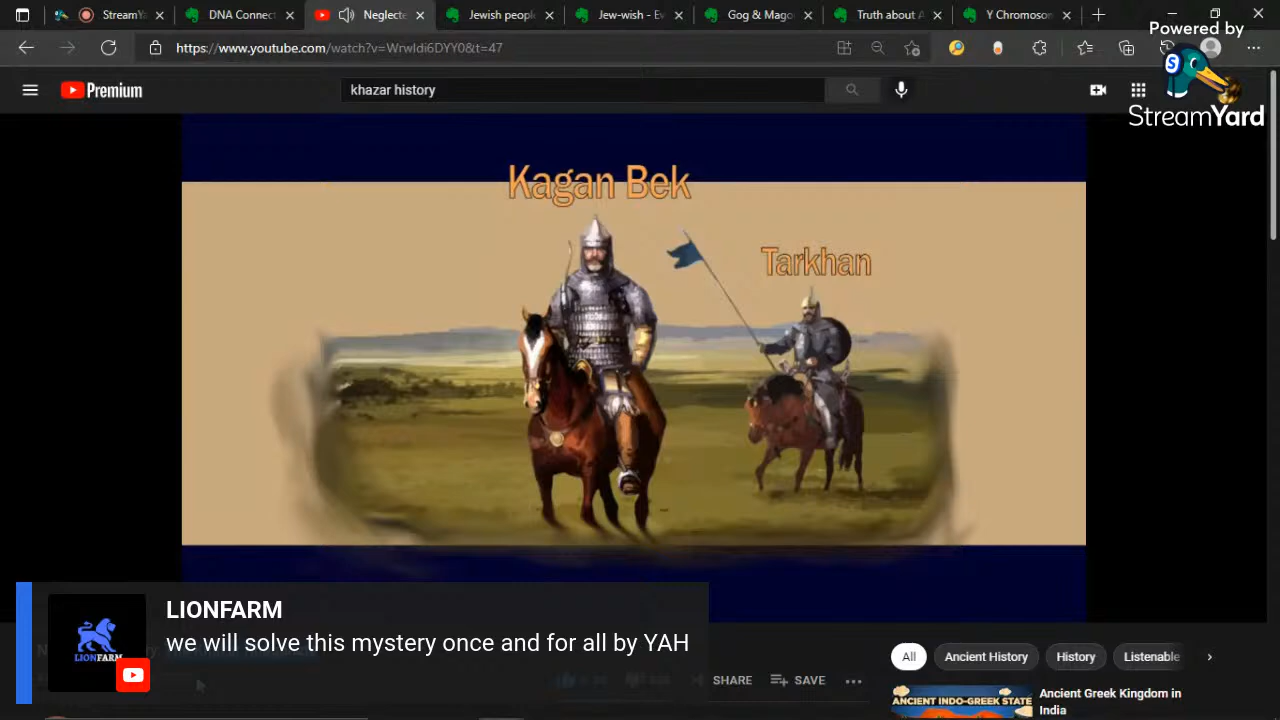 StreamYa
DNA Connect
Neglecte
Jewish peopl
Jew-wish - Ev
Gog & Mago
Truth about A
Y Chromosom
Powered by
https://www.youtube.com/watch?v=WrwIdi6DYY0&t=47
StreamYard
Premium
khazar history
Kagan Bek
Tarkhan
LIONFARM
we will solve this mystery once and for all by YAH
LIONFARM
SHARE
SAVE
All
Ancient History
History
Listenable
ANCIENT INDO-GREEK STATE
Ancient Greek Kingdom in
India